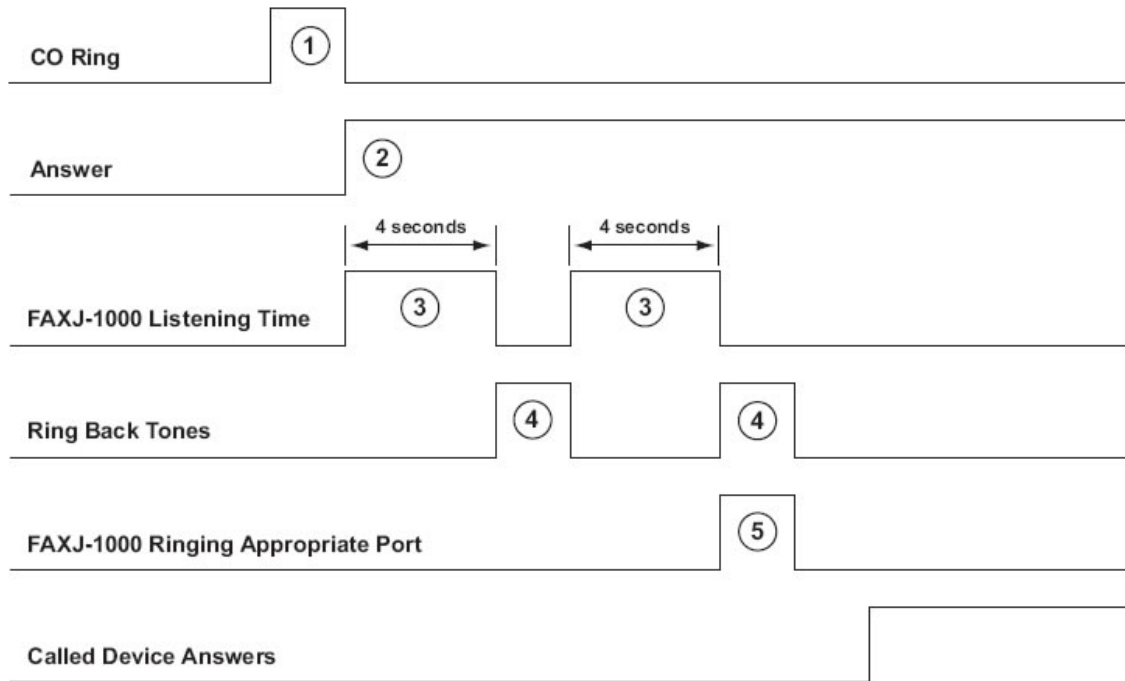 CO Ring
1
Answer
2
4 seconds
4 seconds
FAXJ-1000 Listening Time
3
3
Ring Back Tones
4
4
FAXJ-1000 Ringing Appropriate Port
5
Called Device Answers